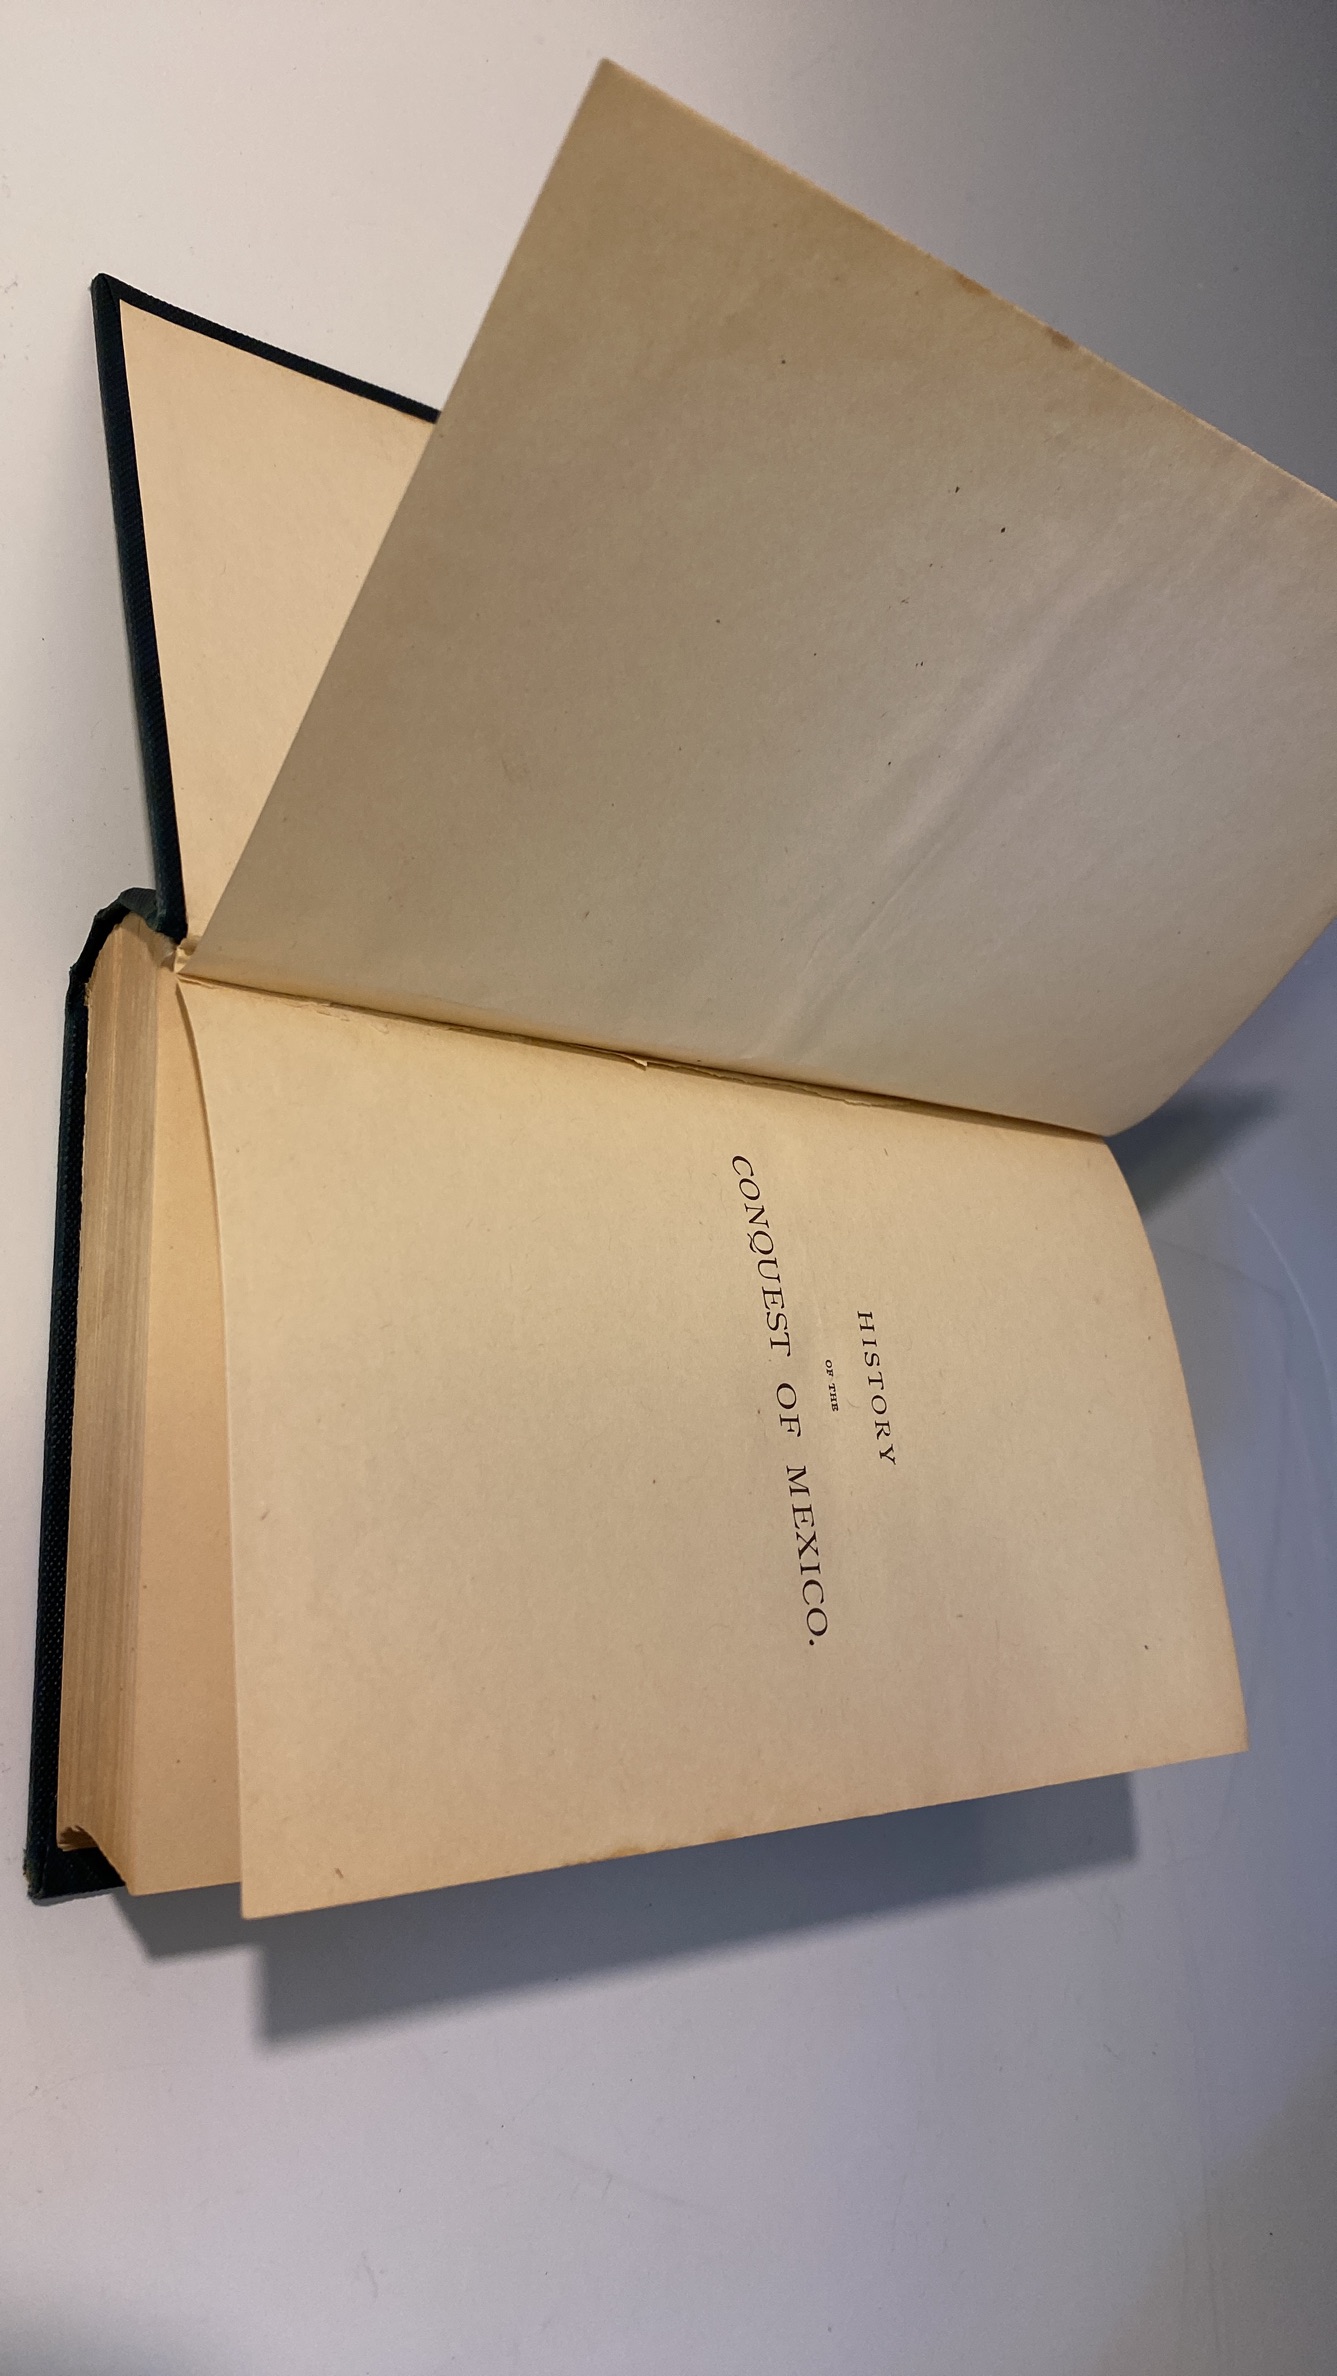 HISTORY
OF THE
CONQUEST OF MEXICO.